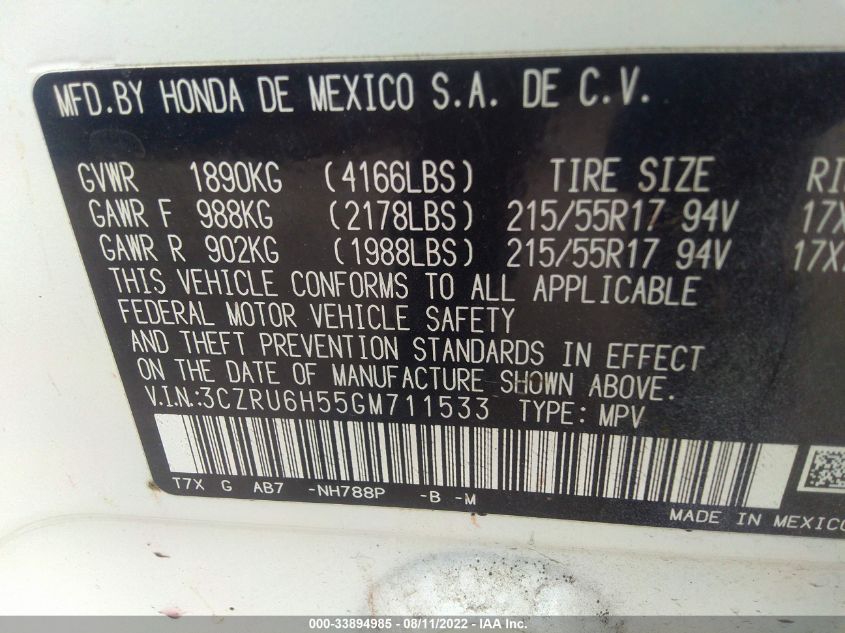 MFD.BY HONDA DE MEXICO S.A. DE C.V.
GVWR 1890KG (4166LBS) TIRE SIZE
GAWR F 988KG (2178LBS) 215/55R17 94V 17X
GAWR R 902KG (1988LBS) 215/55R17 94V 17X
THIS VEHICLE CONFORMS TO ALL APPLICABLE
FEDERAL MOTOR VEHICLE SAFETY
AND THEFT PREVENTION STANDARDS IN EFFECT
ON THE DATE OF MANUFACTURE SHOWN ABOVE.
V.I.N.:3CZRU6H55GM711533 TYPE: MPV
T7X G AB7 -NH788P -B -M
MADE IN MEXICO
000-33894985 - 08/11/2022 - IAA Inc.